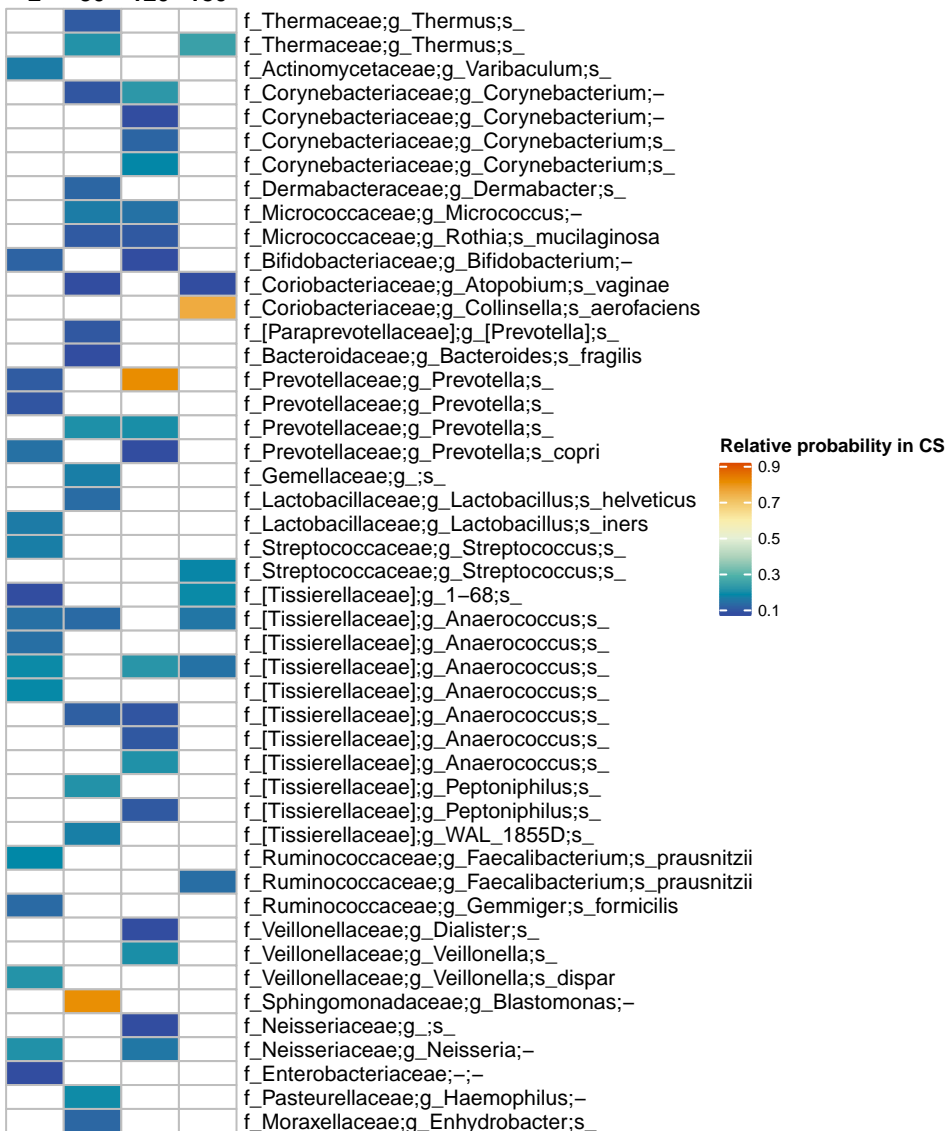 f_Thermaceae;g_Thermus;s_
f_Thermaceae;g_Thermus;s_
f_Actinomycetaceae;g_Varibaculum;s_
f_Corynebacteriaceae;g_Corynebacterium;−
f_Corynebacteriaceae;g_Corynebacterium;−
f_Corynebacteriaceae;g_Corynebacterium;s_
f_Corynebacteriaceae;g_Corynebacterium;s_
f_Dermabacteraceae;g_Dermabacter;s_
f_Micrococcaceae;g_Micrococcus;−
f_Micrococcaceae;g_Rothia;s_mucilaginosa
f_Bifidobacteriaceae;g_Bifidobacterium;−
f_Coriobacteriaceae;g_Atopobium;s_vaginae
f_Coriobacteriaceae;g_Collinsella;s_aerofaciens
f_[Paraprevotellaceae];g_[Prevotella];s_
f_Bacteroidaceae;g_Bacteroides;s_fragilis
f_Prevotellaceae;g_Prevotella;s_
f_Prevotellaceae;g_Prevotella;s_
f_Prevotellaceae;g_Prevotella;s_
f_Prevotellaceae;g_Prevotella;s_copri
f_Gemellaceae;g_;s_
f_Lactobacillaceae;g_Lactobacillus;s_helveticus
f_Lactobacillaceae;g_Lactobacillus;s_iners
f_Streptococcaceae;g_Streptococcus;s_
f_Streptococcaceae;g_Streptococcus;s_
f_[Tissierellaceae];g_1−68;s_
f_[Tissierellaceae];g_Anaerococcus;s_
f_[Tissierellaceae];g_Anaerococcus;s_
f_[Tissierellaceae];g_Anaerococcus;s_
f_[Tissierellaceae];g_Anaerococcus;s_
f_[Tissierellaceae];g_Anaerococcus;s_
f_[Tissierellaceae];g_Anaerococcus;s_
f_[Tissierellaceae];g_Anaerococcus;s_
f_[Tissierellaceae];g_Peptoniphilus;s_
f_[Tissierellaceae];g_Peptoniphilus;s_
f_[Tissierellaceae];g_WAL_1855D;s_
f_Ruminococcaceae;g_Faecalibacterium;s_prausnitzii
f_Ruminococcaceae;g_Faecalibacterium;s_prausnitzii
f_Ruminococcaceae;g_Gemmiger;s_formicilis
f_Veillonellaceae;g_Dialister;s_
f_Veillonellaceae;g_Veillonella;s_
f_Veillonellaceae;g_Veillonella;s_dispar
f_Sphingomonadaceae;g_Blastomonas;−
f_Neisseriaceae;g_;s_
f_Neisseriaceae;g_Neisseria;−
f_Enterobacteriaceae;−;−
f_Pasteurellaceae;g_Haemophilus;−
f_Moraxellaceae;g_Enhydrobacter;s_
Relative probability in CS
0.9
0.7
0.5
0.3
0.1